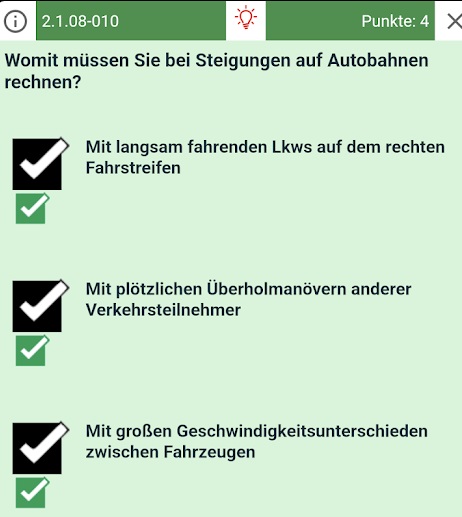 2.1.08-010
Punkte: 4
Womit müssen Sie bei Steigungen auf Autobahnen
rechnen?
Mit langsam fahrenden Lkws auf dem rechten
Fahrstreifen
Mit plötzlichen Überholmanövern anderer
Verkehrsteilnehmer
Mit großen Geschwindigkeitsunterschieden
zwischen Fahrzeugen